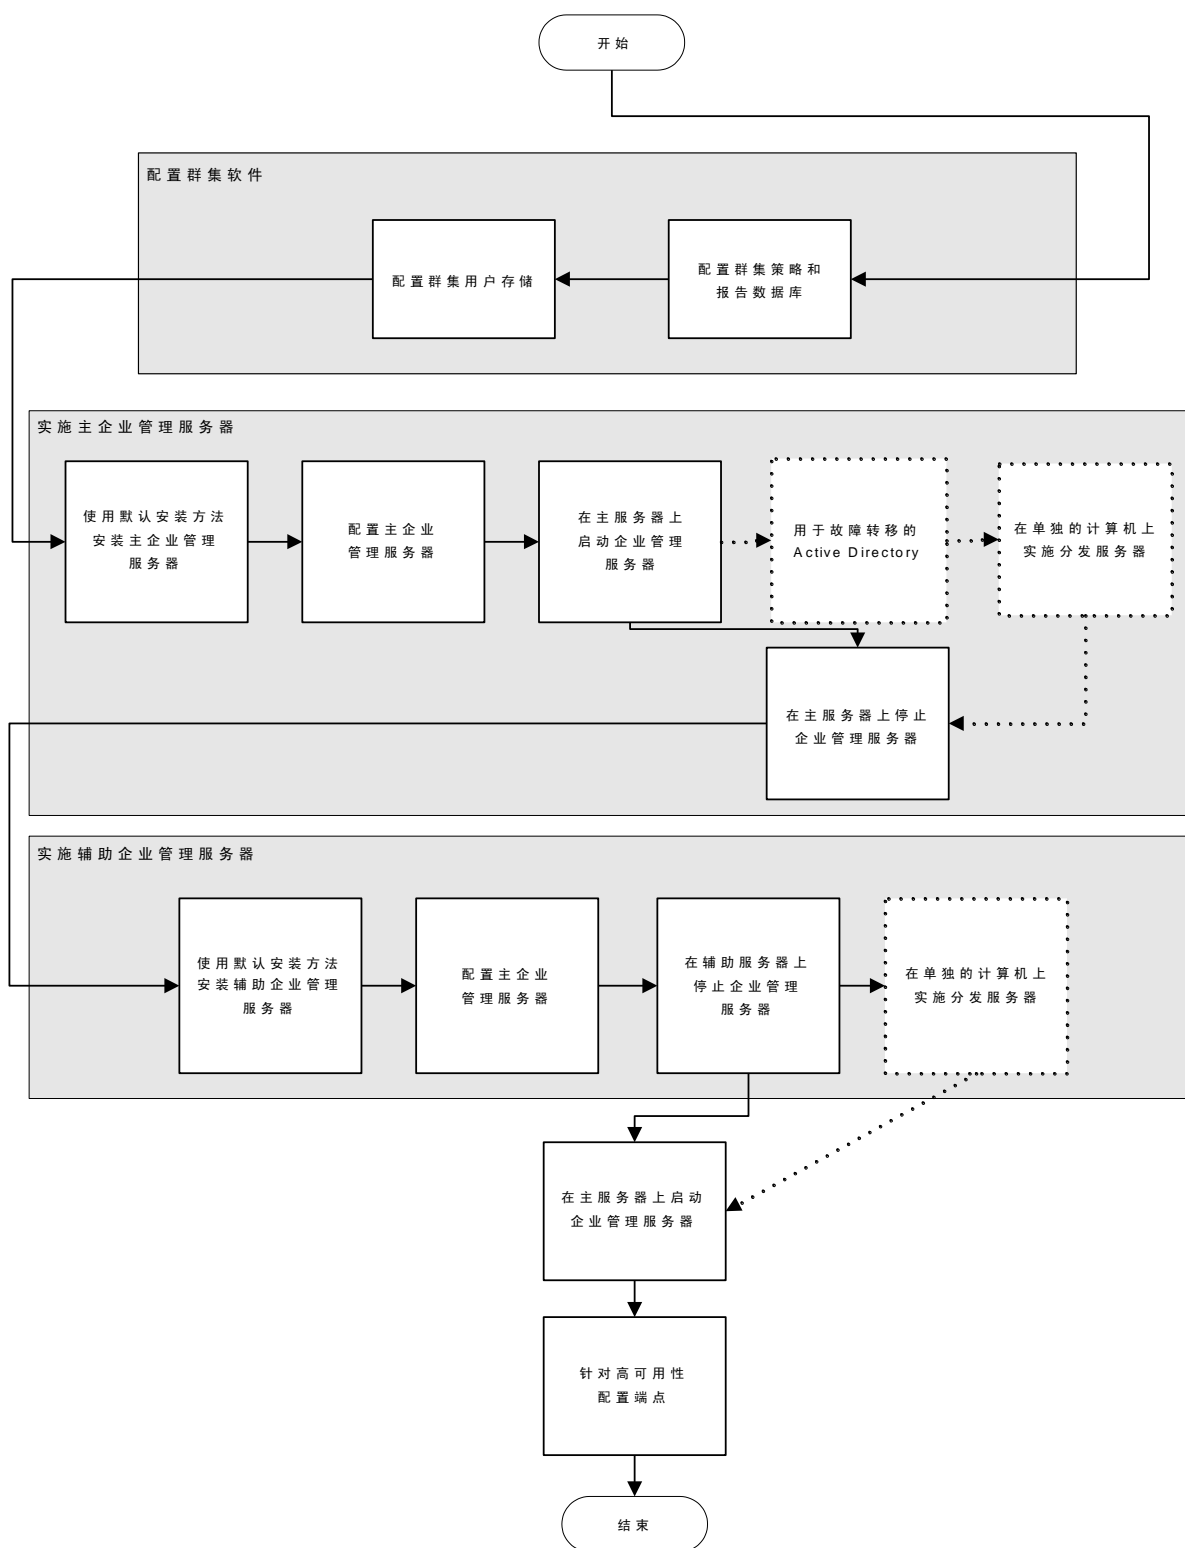 开始
配置群集软件
配置群集用户存储
配置群集策略和
报告数据库
实施主企业管理服务器
使用默认安装方法
安装主企业管理
服务器
配置主企业
管理服务器
在主服务器上
启动企业管理
服务器
用于故障转移的
Active Directory
在单独的计算机上
实施分发服务器
在主服务器上停止
企业管理服务器
实施辅助企业管理服务器
使用默认安装方法
安装辅助企业管理
服务器
配置主企业
管理服务器
在辅助服务器上
停止企业管理
服务器
在单独的计算机上
实施分发服务器
在主服务器上启动
企业管理服务器
针对高可用性
配置端点
结束